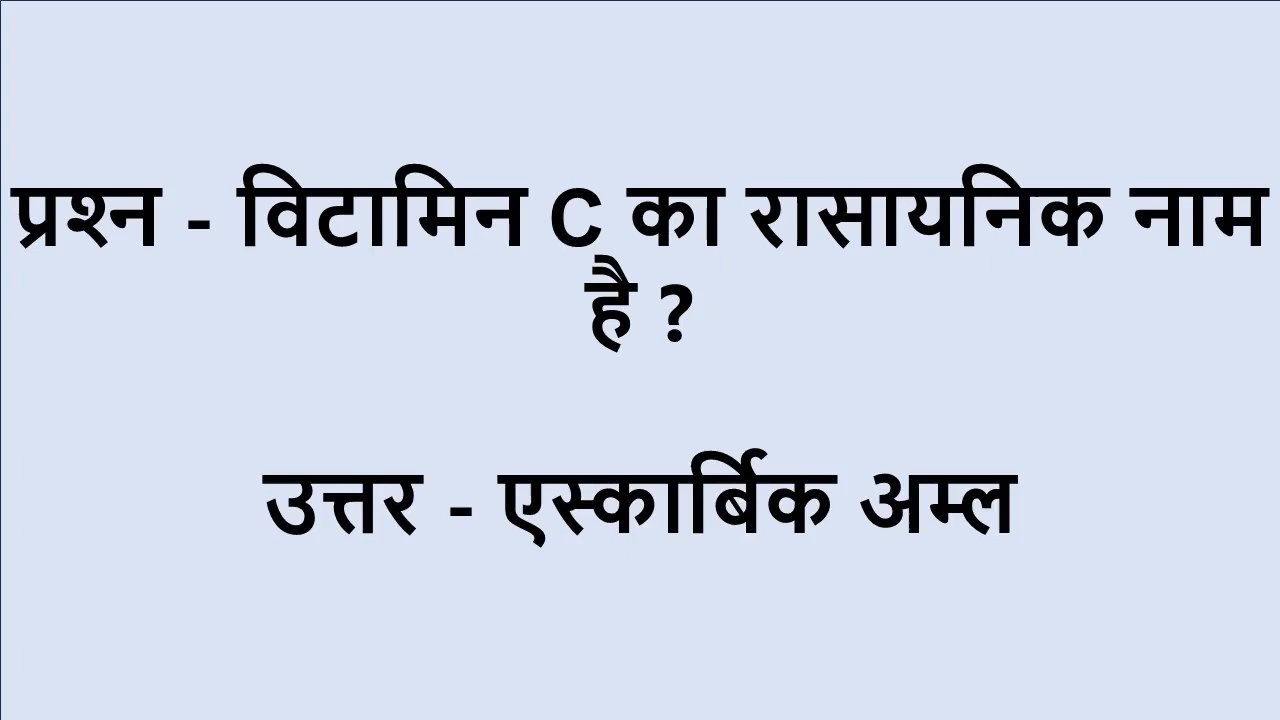 प्रश्न - विटामिन C का रासायनिक नाम
है ?
उत्तर - एस्कार्बिक अम्ल